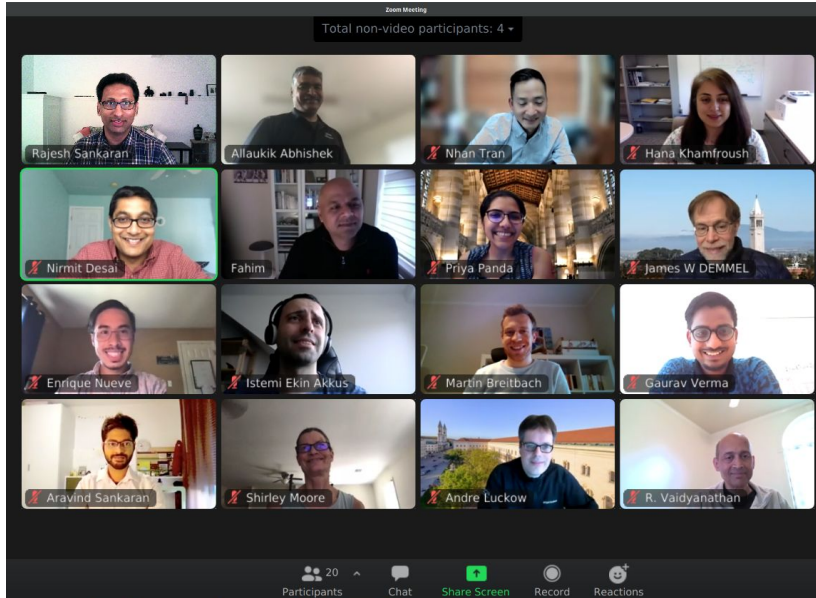 Zoom Meeting
Total non-video participants: 4
Rajesh Sankaran
Allaukik Abhishek
Nhan Tran
Hana Khamfroush
Nirmit Desai
Fahim
Priya Panda
James W DEMMEL
Enrique Nueve
Istemi Ekin Akkus
Martin Breitbach
Gaurav Verma
Aravind Sankaran
Shirley Moore
Andre Luckow
R. Vaidyanathan
20
Participants
Chat
Share Screen
Record
Reactions